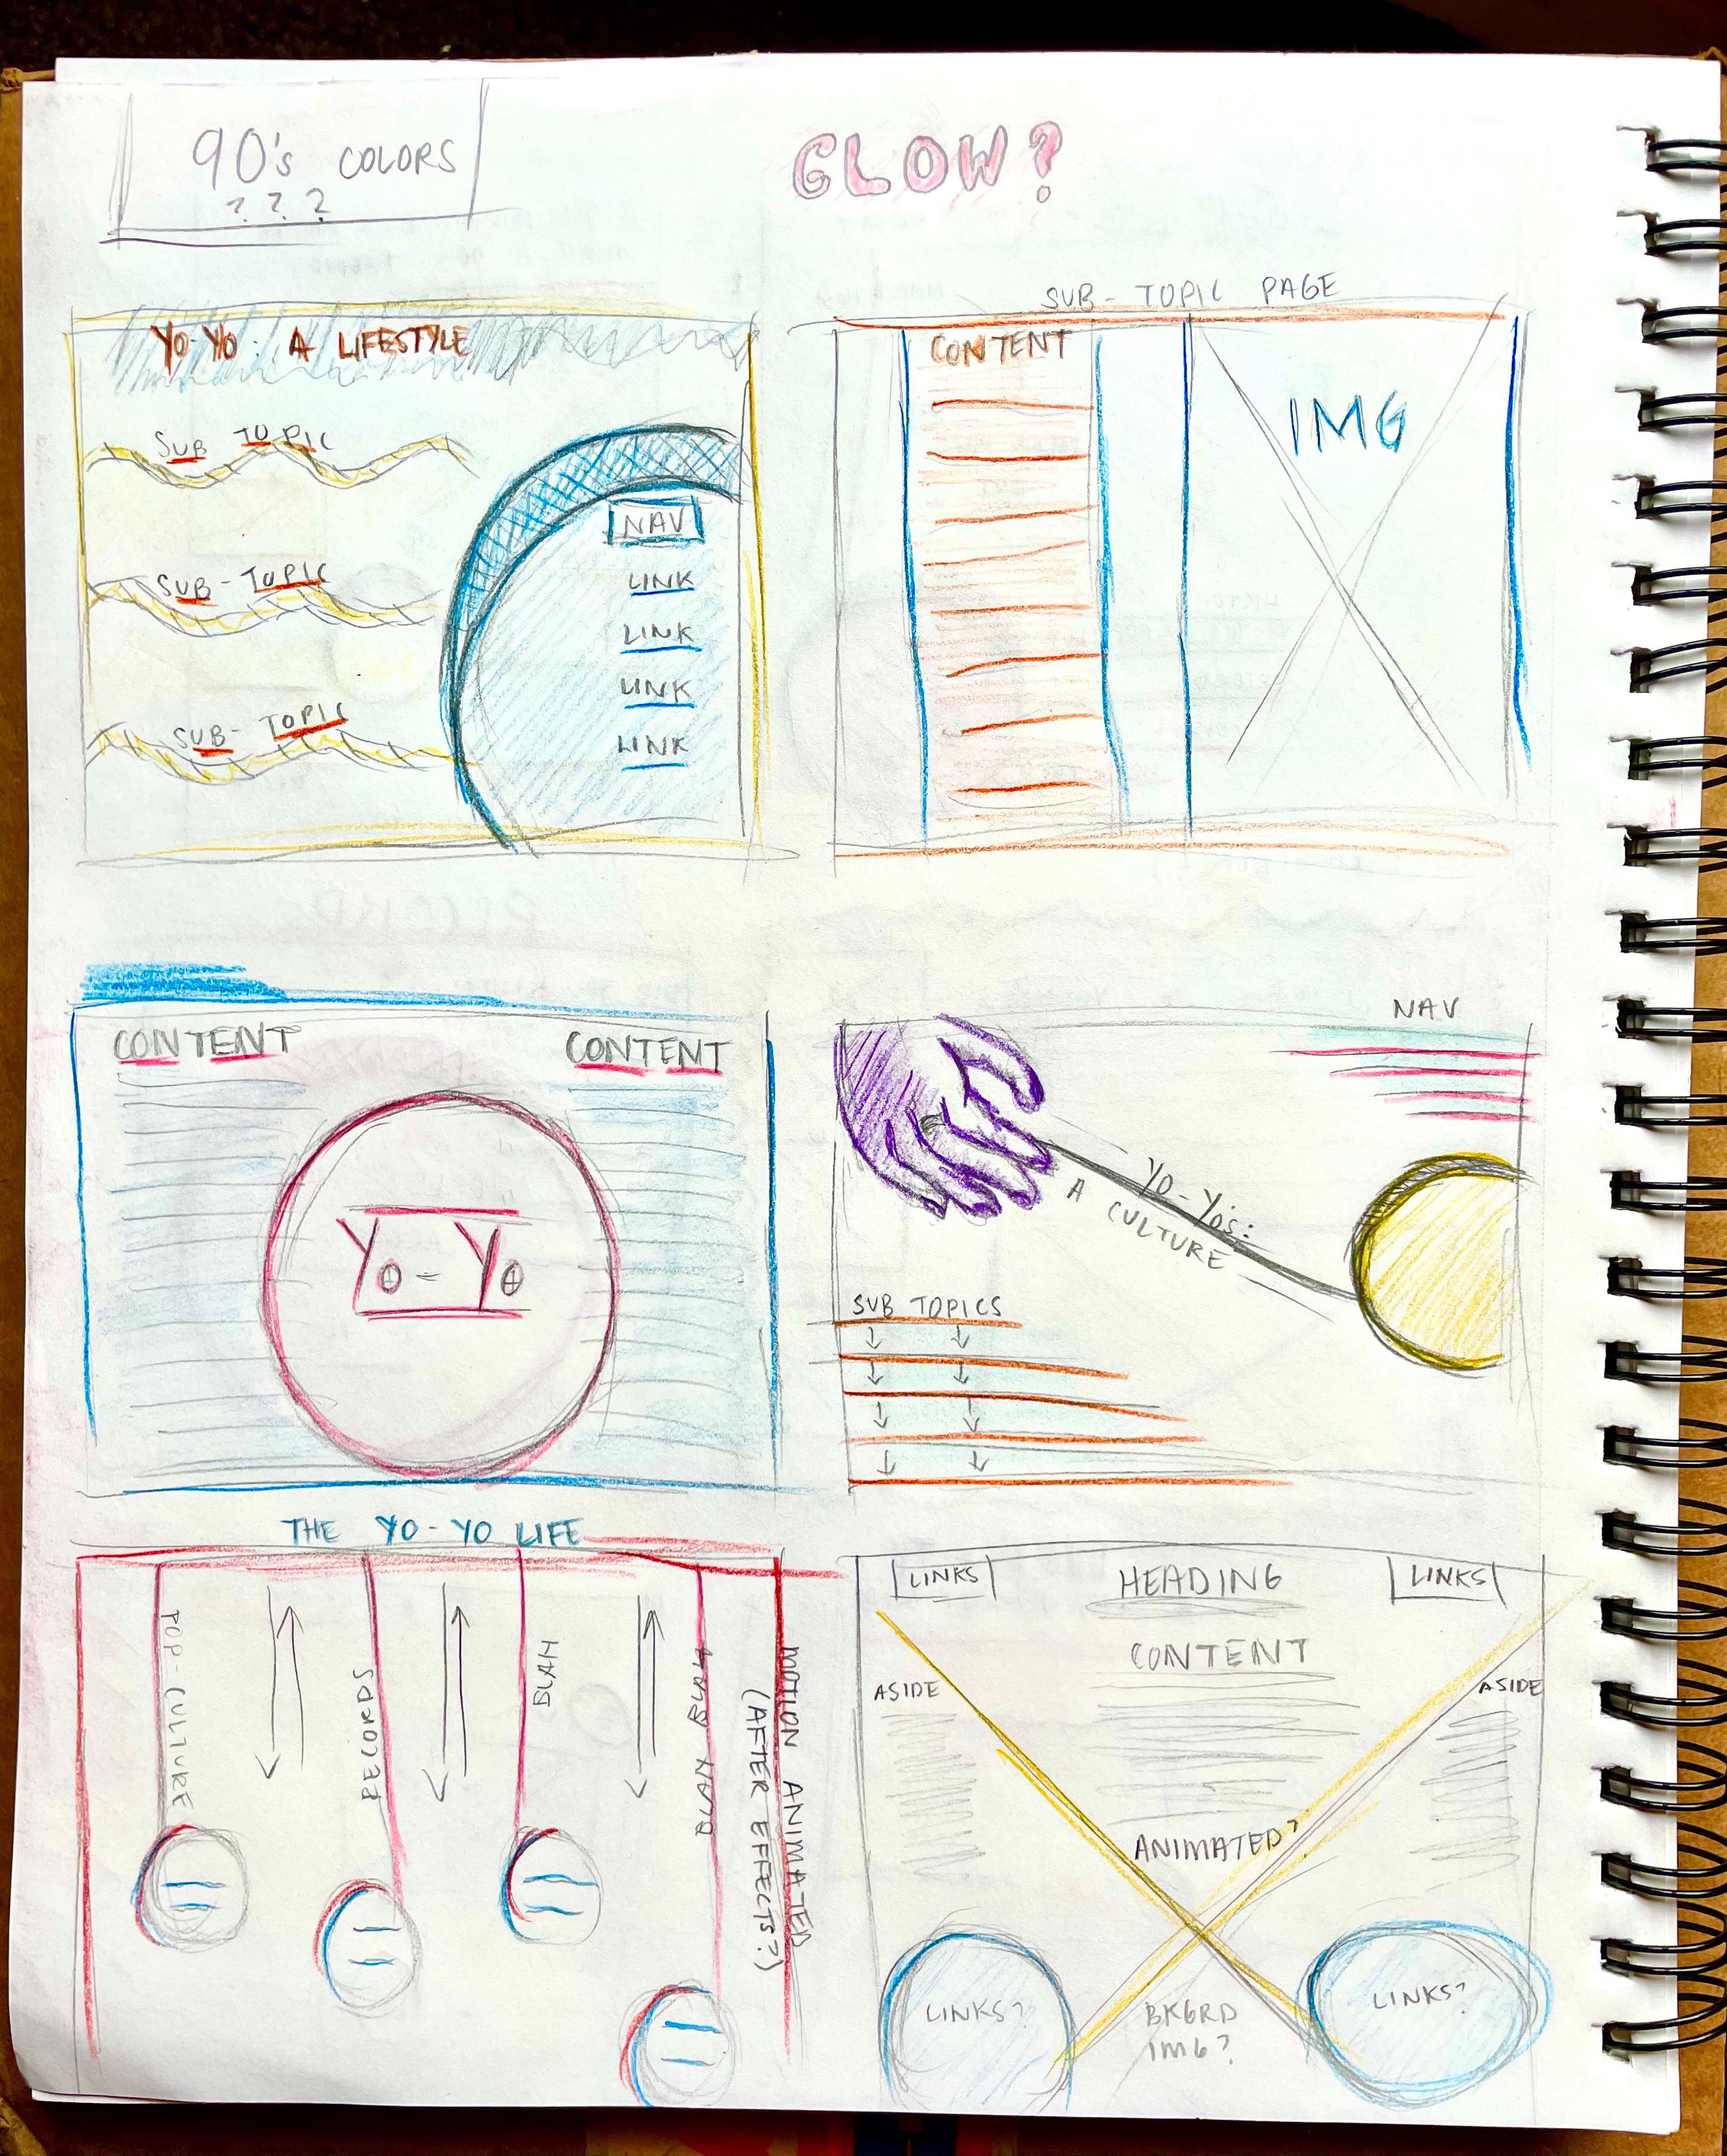 90's COLORS
? ? ?
GLOW?
YO-YO: A LIFESTYLE
SUB TOPIC
SUB-TOPIC
SUB-TOPIC
NAV
LINK
LINK
LINK
LINK
SUB-TOPIC PAGE
CONTENT
IMG
CONTENT
CONTENT
YO-YO
NAV
YO-YO'S:
A CULTURE
SUB TOPICS
THE YO-YO LIFE
POP-CULTURE
RECORDS
BLAH
BLAH BLAH
MOTION ANIMATED
(AFTER EFFECTS?)
LINKS
HEADING
LINKS
CONTENT
ASIDE
ASIDE
ANIMATED?
LINKS?
BKGRD
IMG?
LINKS?